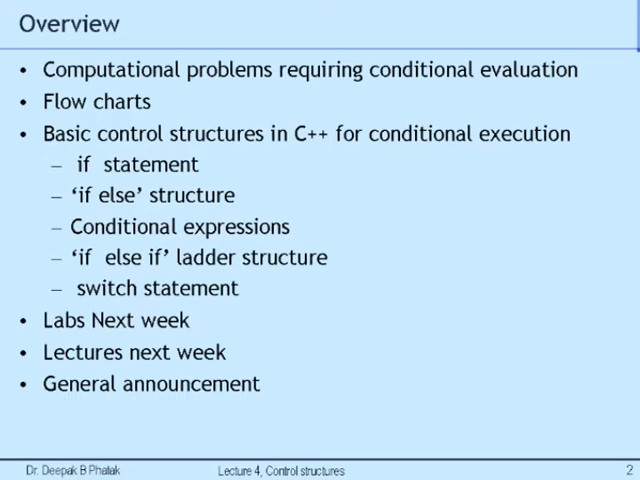 Overview
• Computational problems requiring conditional evaluation
• Flow charts
• Basic control structures in C++ for conditional execution
– if statement
– ‘if else’ structure
– Conditional expressions
– ‘if else if’ ladder structure
– switch statement
• Labs Next week
• Lectures next week
• General announcement
Dr. Deepak B Phatak Lecture 4, Control structures 2